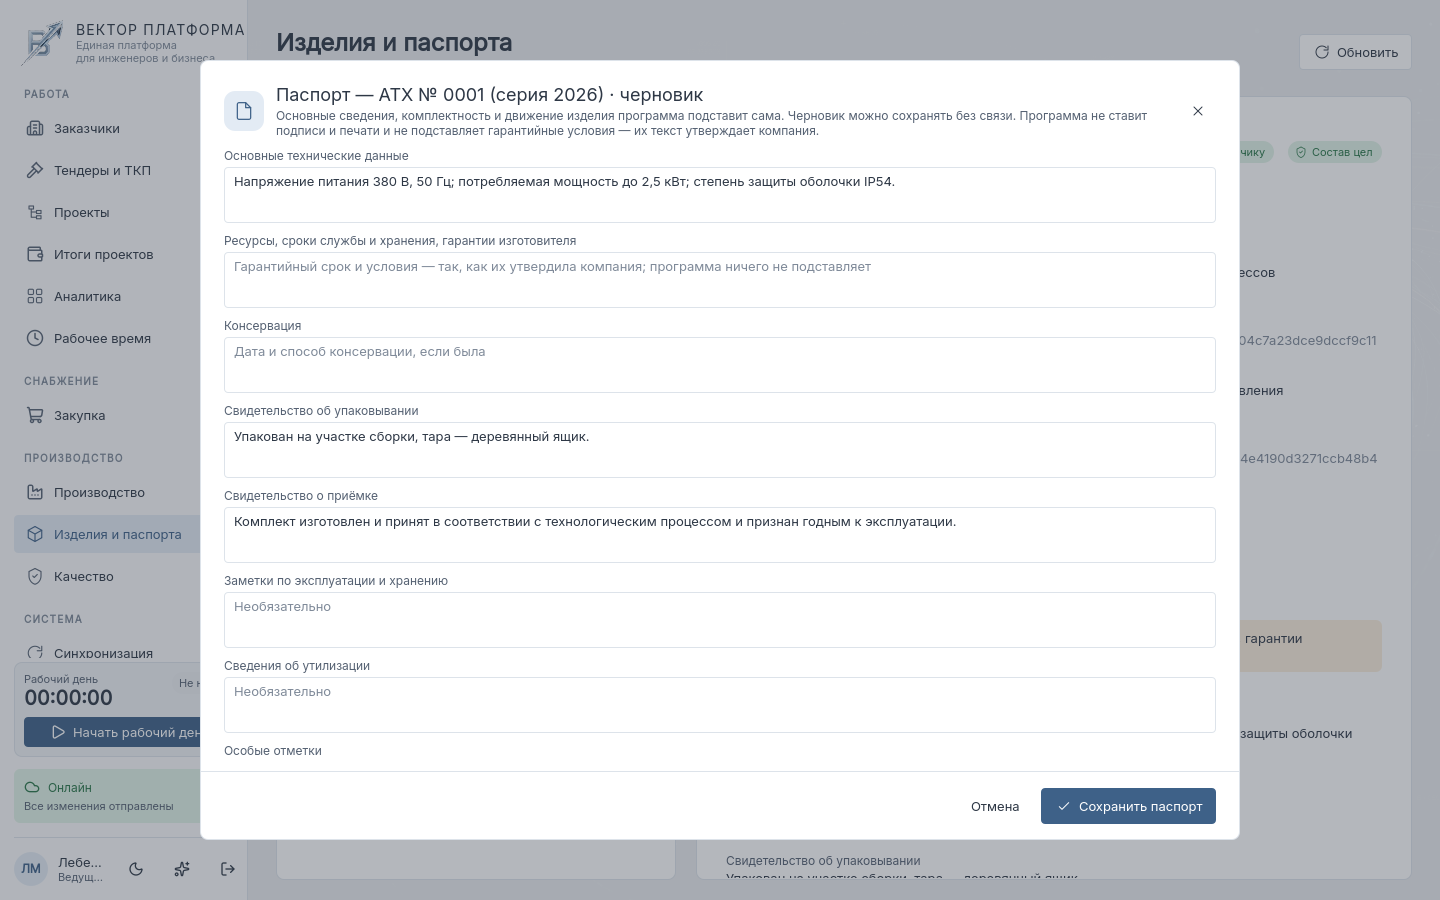 ВЕКТОР ПЛАТФОРМА
Единая платформа
для инженеров и бизнеса
РАБОТА
Заказчики
Тендеры и ТКП
Проекты
Итоги проектов
Аналитика
Рабочее время
СНАБЖЕНИЕ
Закупка
ПРОИЗВОДСТВО
Производство
Изделия и паспорта
Качество
СИСТЕМА
Синхронизация
Рабочий день
Не н
00:00:00
Начать рабочий ден
Онлайн
Все изменения отправлены
ЛМ
Лебе...
Ведущ...
Изделия и паспорта
Обновить
чику
Состав цел
ессов
04c7a23dce9dccf9c11
вления
4e4190d3271ccb48b4
гарантии
защиты оболочки
Свидетельство об упаковывании
Упакован на участке сборки, тара — деревянный ящик.
Паспорт — АТХ № 0001 (серия 2026) · черновик
Основные сведения, комплектность и движение изделия программа подставит сама. Черновик можно сохранять без связи. Программа не ставит
подписи и печати и не подставляет гарантийные условия — их текст утверждает компания.
Основные технические данные
Напряжение питания 380 В, 50 Гц; потребляемая мощность до 2,5 кВт; степень защиты оболочки IP54.
Ресурсы, сроки службы и хранения, гарантии изготовителя
Гарантийный срок и условия — так, как их утвердила компания; программа ничего не подставляет
Консервация
Дата и способ консервации, если была
Свидетельство об упаковывании
Упакован на участке сборки, тара — деревянный ящик.
Свидетельство о приёмке
Комплект изготовлен и принят в соответствии с технологическим процессом и признан годным к эксплуатации.
Заметки по эксплуатации и хранению
Необязательно
Сведения об утилизации
Необязательно
Особые отметки
Отмена
Сохранить паспорт